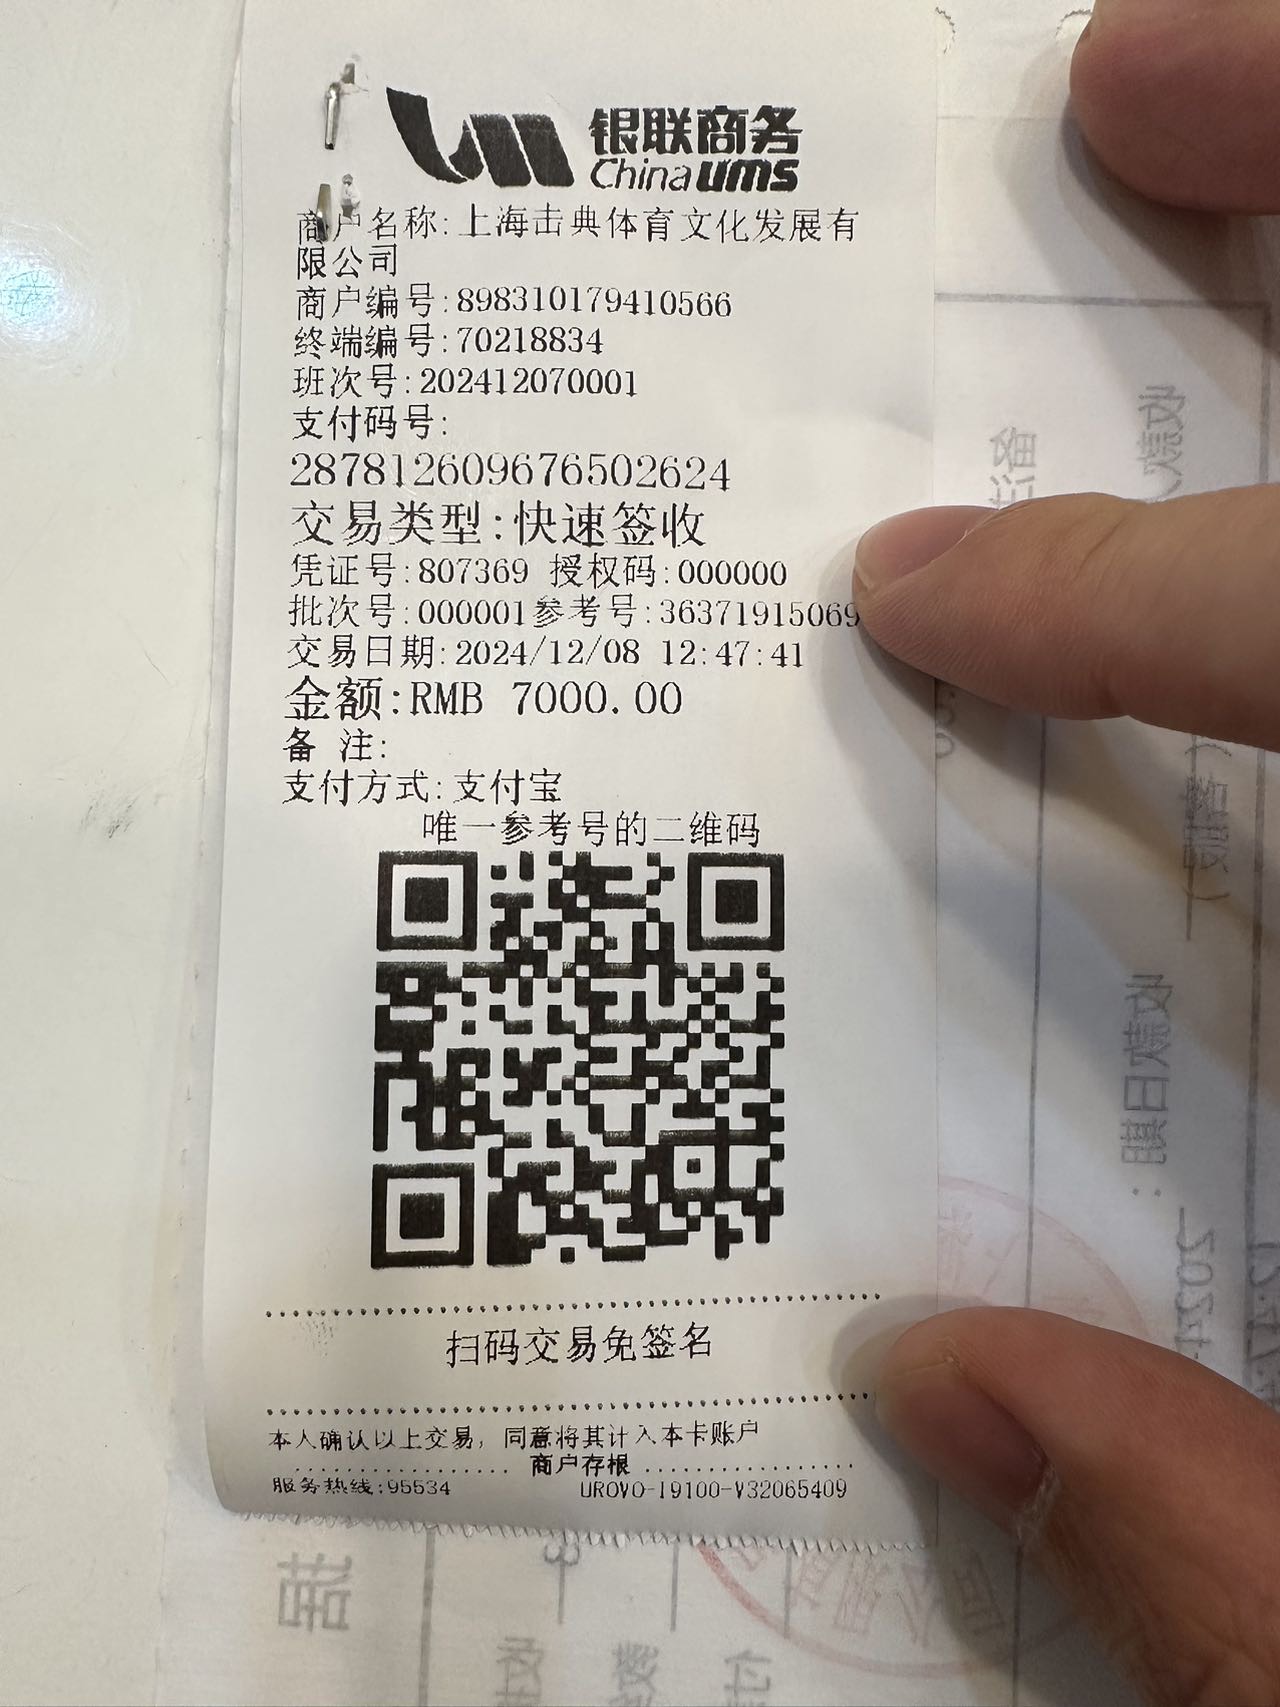 银联商务
China ums
商户名称:上海击典体育文化发展有
限公司
商户编号:898310179410566
终端编号:70218834
班次号:202412070001
支付码号:
287812609676502624
交易类型:快速签收
凭证号:807369 授权码:000000
批次号:000001参考号:36371915069
交易日期:2024/12/08 12:47:41
金额:RMB 7000.00
备 注:
支付方式:支付宝
唯一参考号的二维码
扫码交易免签名
本人确认以上交易,同意将其计入本卡账户
商户存根
服务热线:95534 UROVO-I9100-V32065409